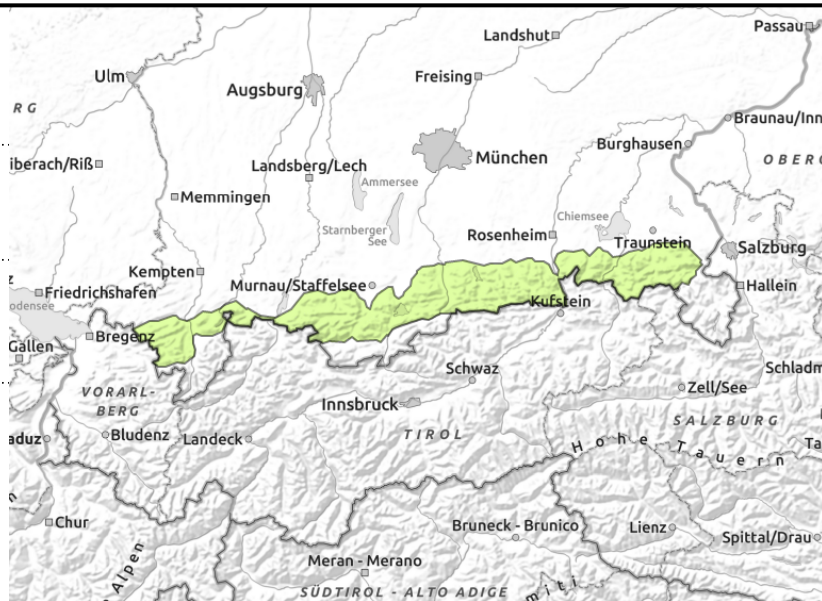 Passau
Landshut
Ulm
Freising
Augsburg
RG
Braunau/Inn
Burghausen
iberach/Riß
Landsberg/Lech
München
OBERÖ
Ammersee
Memmingen
Chiemsee
Starnberger
See
Rosenheim
Traunstein
Salzburg
Kempten
Murnau/Staffelsee
Hallein
z
Friedrichshafen
odensee
Kufstein
Bregenz
Gallen
Schwaz
Schladm
Zell/See
VORARL-
BERG
Innsbruck
SALZBURG
TIROL
aduz
Bludenz
Landeck
Hohe Tauern
Ta
Chur
Bruneck - Brunico
Lienz
Spittal/Drau
Alpen
Meran - Merano
SÜDTIROL - ALTO ADIGE
miti